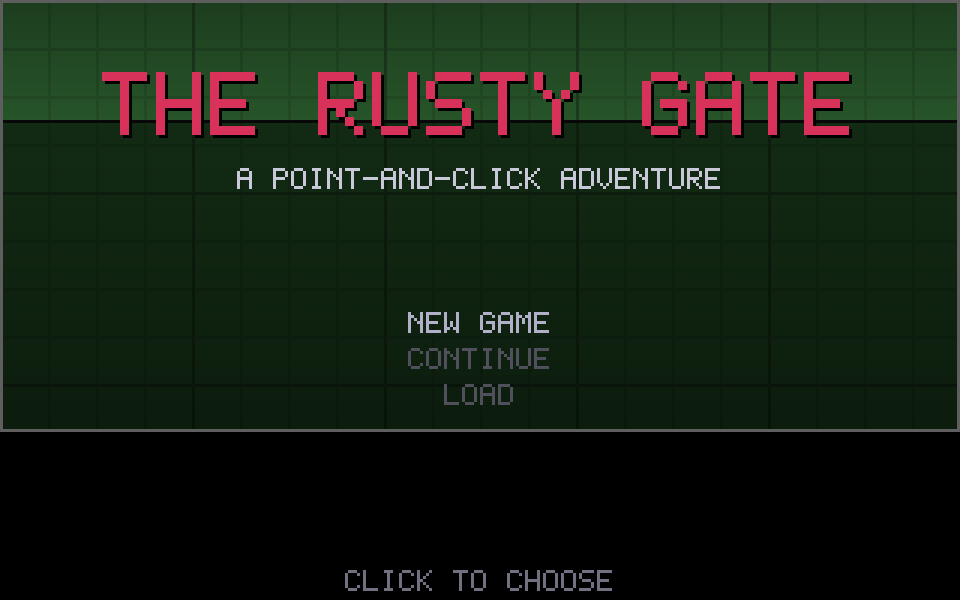 THE RUSTY GATE
A POINT-AND-CLICK ADVENTURE
NEW GAME
CONTINUE
LOAD
CLICK TO CHOOSE